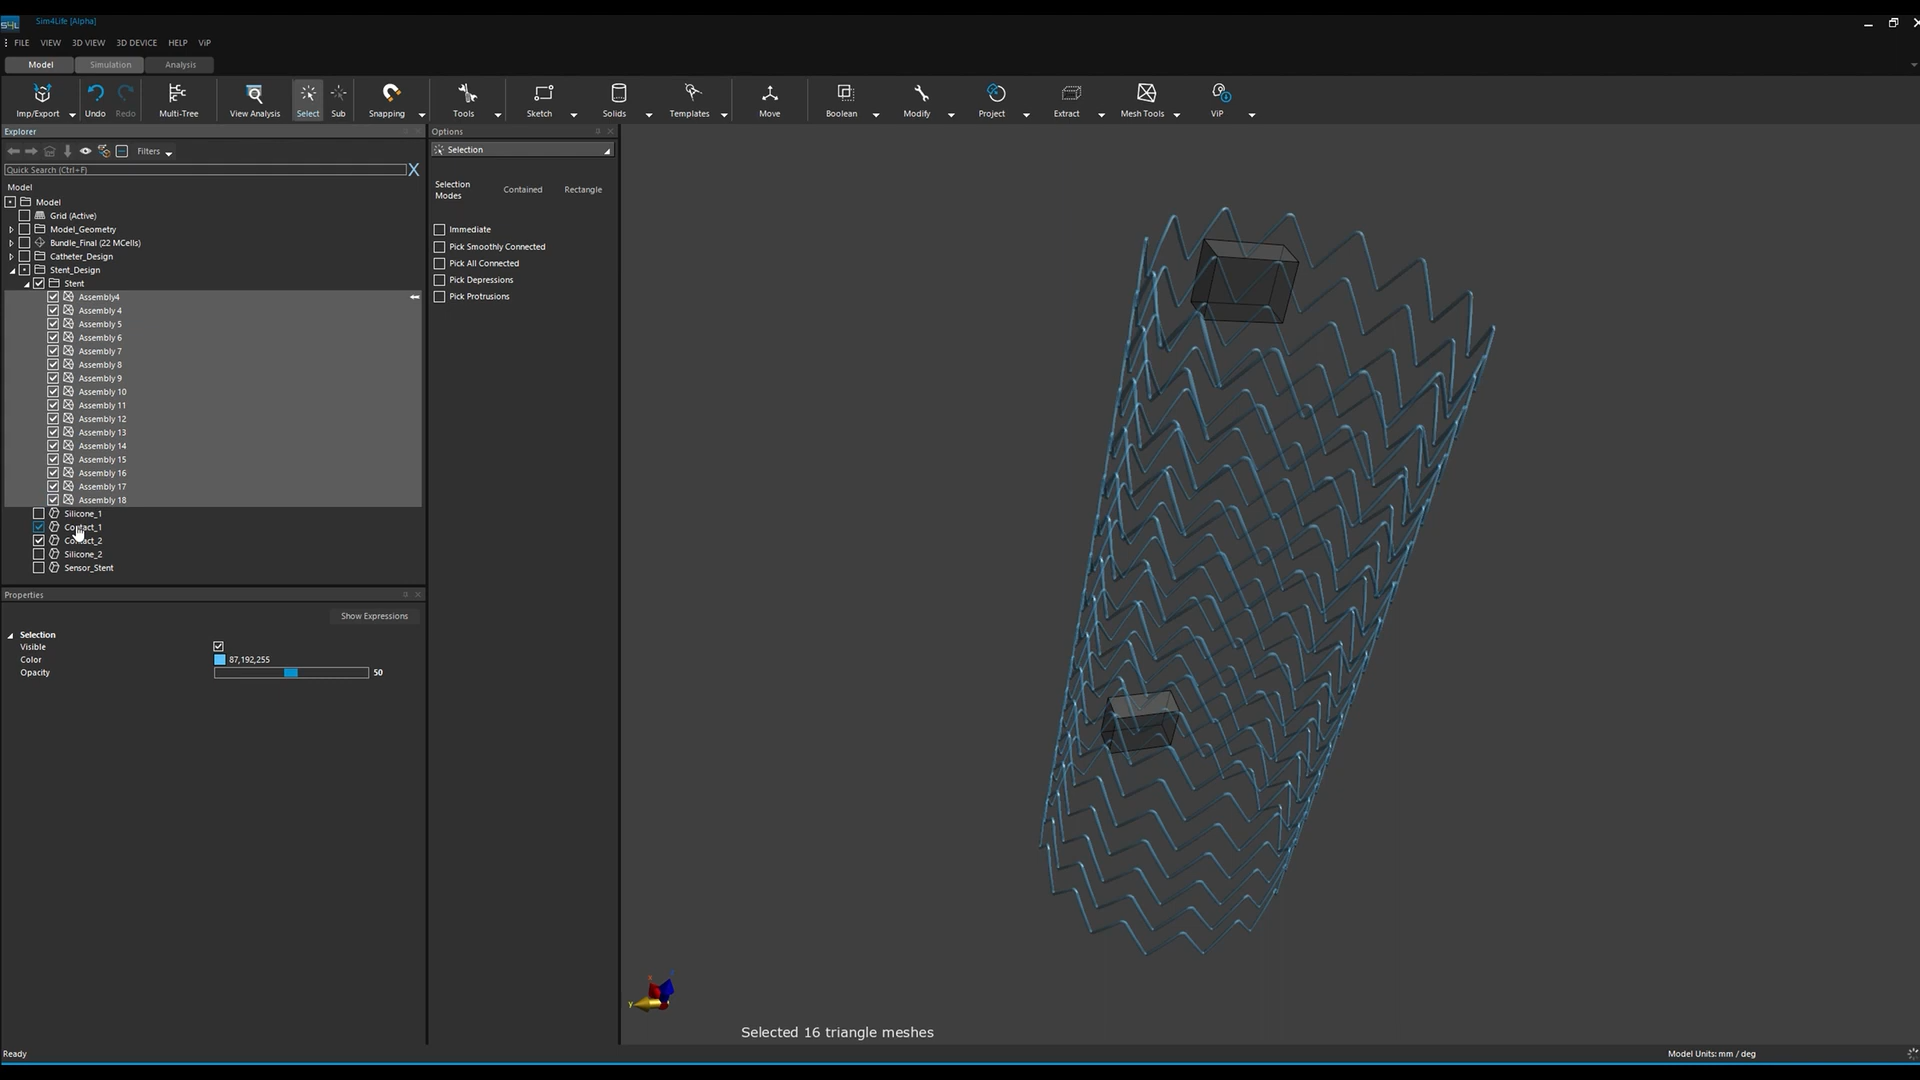 S4L Sim4Life [Alpha]
FILE VIEW 3D VIEW 3D DEVICE HELP ViP
Model Simulation Analysis
Imp/Export Undo Redo Multi-Tree View Analysis Select Sub Snapping Tools Sketch Solids Templates Move Boolean Modify Project Extract Mesh Tools ViP
Explorer
Filters
Quick Search (Ctrl+F)
Model
Model
Grid (Active)
Model_Geometry
Bundle_Final (22 MCells)
Catheter_Design
Stent_Design
Stent
Assembly4
Assembly 4
Assembly 5
Assembly 6
Assembly 7
Assembly 8
Assembly 9
Assembly 10
Assembly 11
Assembly 12
Assembly 13
Assembly 14
Assembly 15
Assembly 16
Assembly 17
Assembly 18
Silicone_1
Contact_1
Contact_2
Silicone_2
Sensor_Stent
Properties
Show Expressions
Selection
Visible
Color 87,192,255
Opacity 50
Options
Selection
Selection Modes Contained Rectangle
Immediate
Pick Smoothly Connected
Pick All Connected
Pick Depressions
Pick Protrusions
x
y
Selected 16 triangle meshes
Ready
Model Units: mm / deg